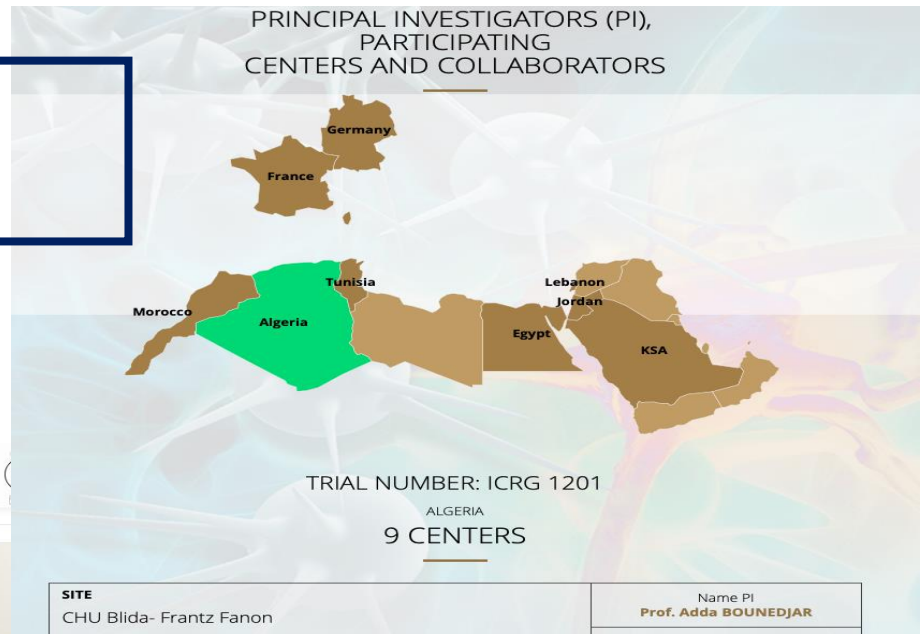 PRINCIPAL INVESTIGATORS (PI),
PARTICIPATING
CENTERS AND COLLABORATORS
Germany
France
Morocco
Algeria
Tunisia
Lebanon
Jordan
Egypt
KSA
TRIAL NUMBER: ICRG 1201
ALGERIA
9 CENTERS
SITE
CHU Blida- Frantz Fanon
Name PI
Prof. Adda BOUNEDJAR